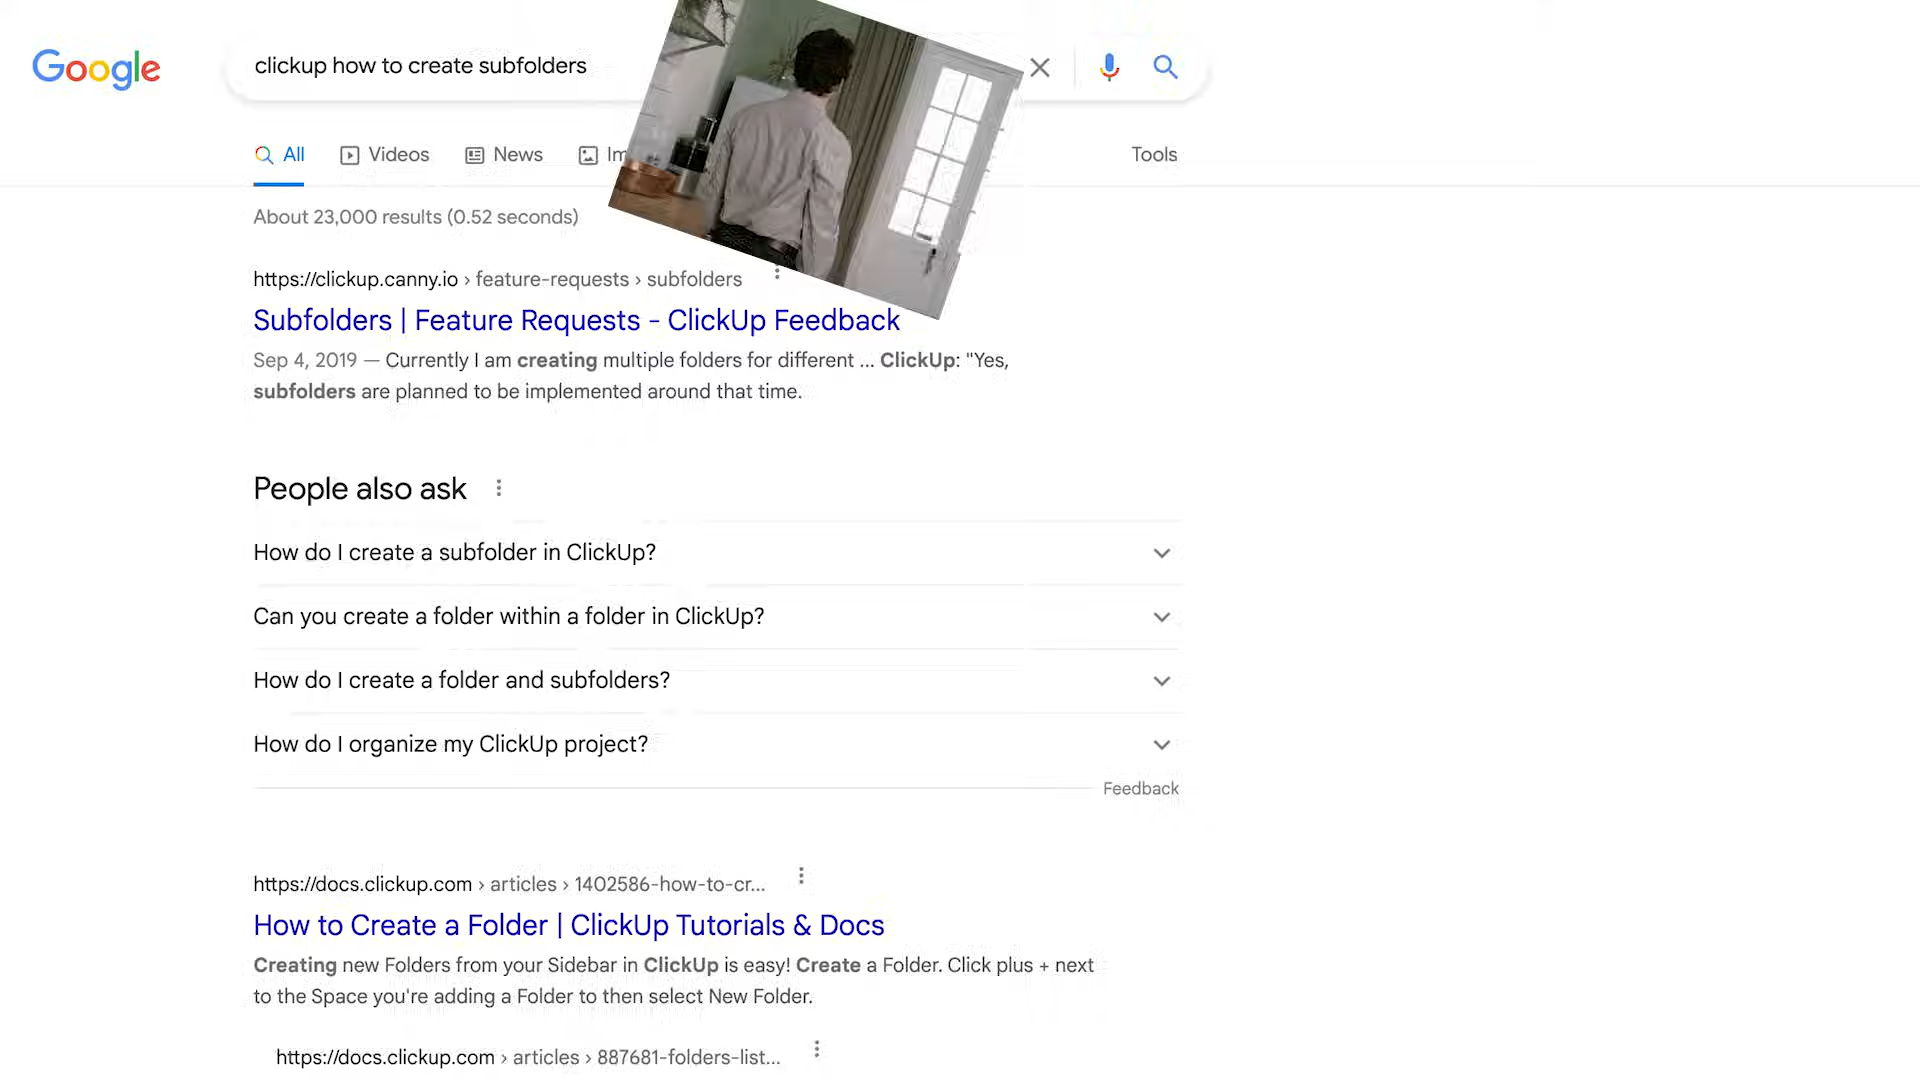 Google
clickup how to create subfolders
All
Videos
News
Tools
About 23,000 results (0.52 seconds)
https://clickup.canny.io › feature-requests › subfolders
Subfolders | Feature Requests - ClickUp Feedback
Sep 4, 2019 — Currently I am creating multiple folders for different ... ClickUp: "Yes,
subfolders are planned to be implemented around that time.
People also ask
How do I create a subfolder in ClickUp?
Can you create a folder within a folder in ClickUp?
How do I create a folder and subfolders?
How do I organize my ClickUp project?
Feedback
https://docs.clickup.com › articles › 1402586-how-to-cr...
How to Create a Folder | ClickUp Tutorials & Docs
Creating new Folders from your Sidebar in ClickUp is easy! Create a Folder. Click plus + next
to the Space you're adding a Folder to then select New Folder.
https://docs.clickup.com › articles › 887681-folders-list...